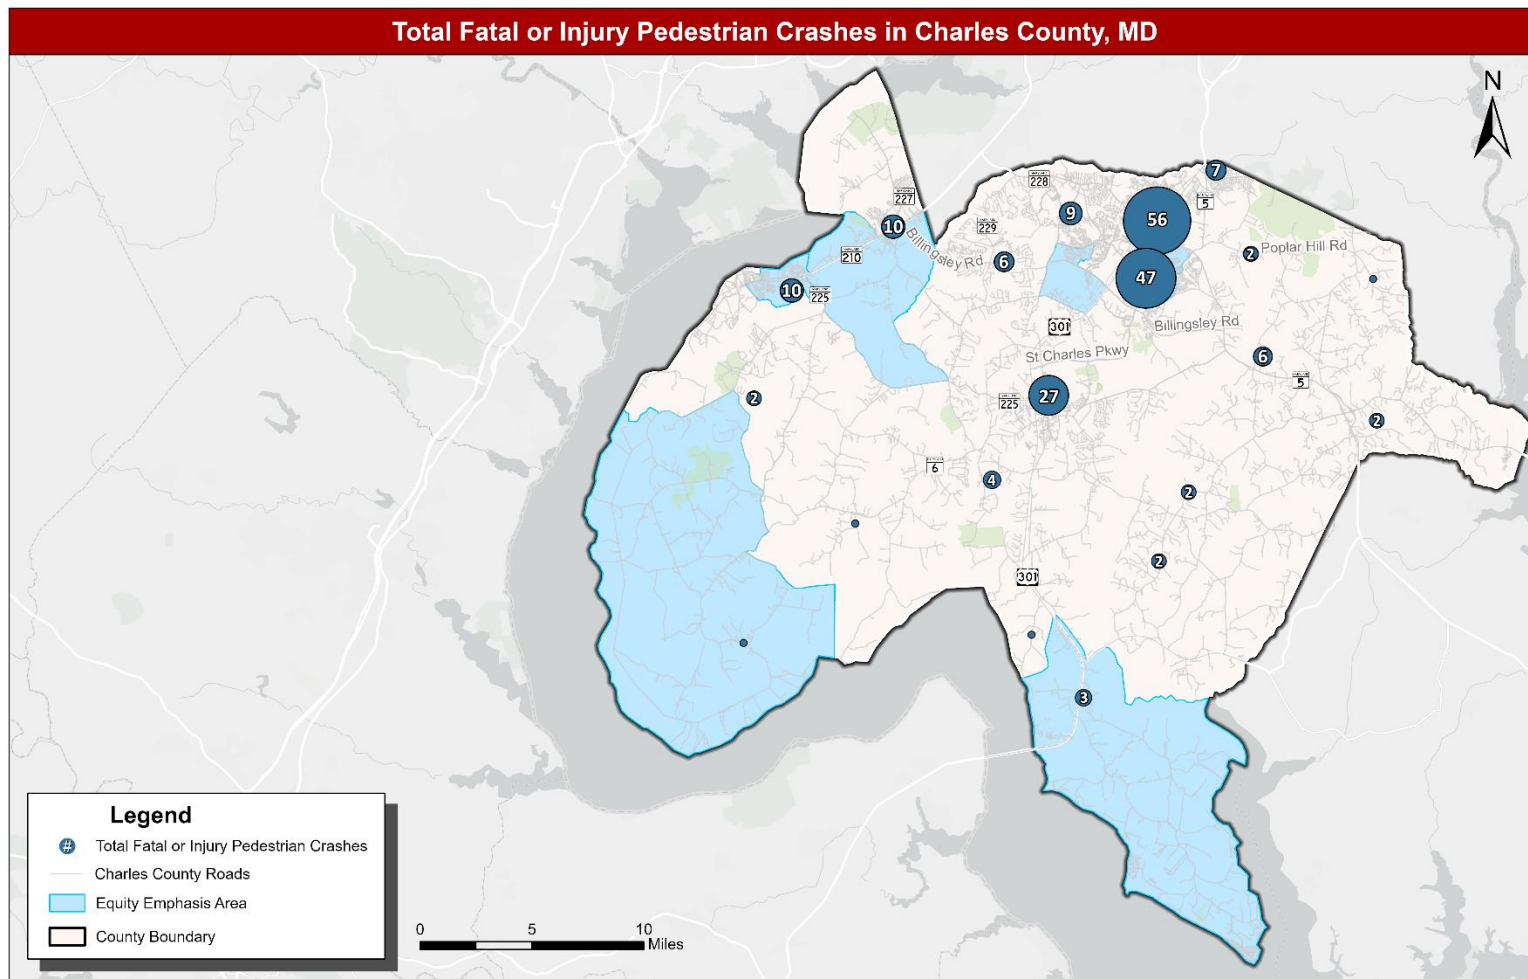 Total Fatal or Injury Pedestrian Crashes in Charles County, MD
N
7
228
227
5
9
56
10
229
Billingsley Rd
Poplar Hill Rd
2
210
6
47
10
225
301
Billingsley Rd
St Charles Pkwy
6
5
2
27
225
2
6
4
2
2
301
3
Legend
# Total Fatal or Injury Pedestrian Crashes
Charles County Roads
Equity Emphasis Area
County Boundary
0 5 10
Miles